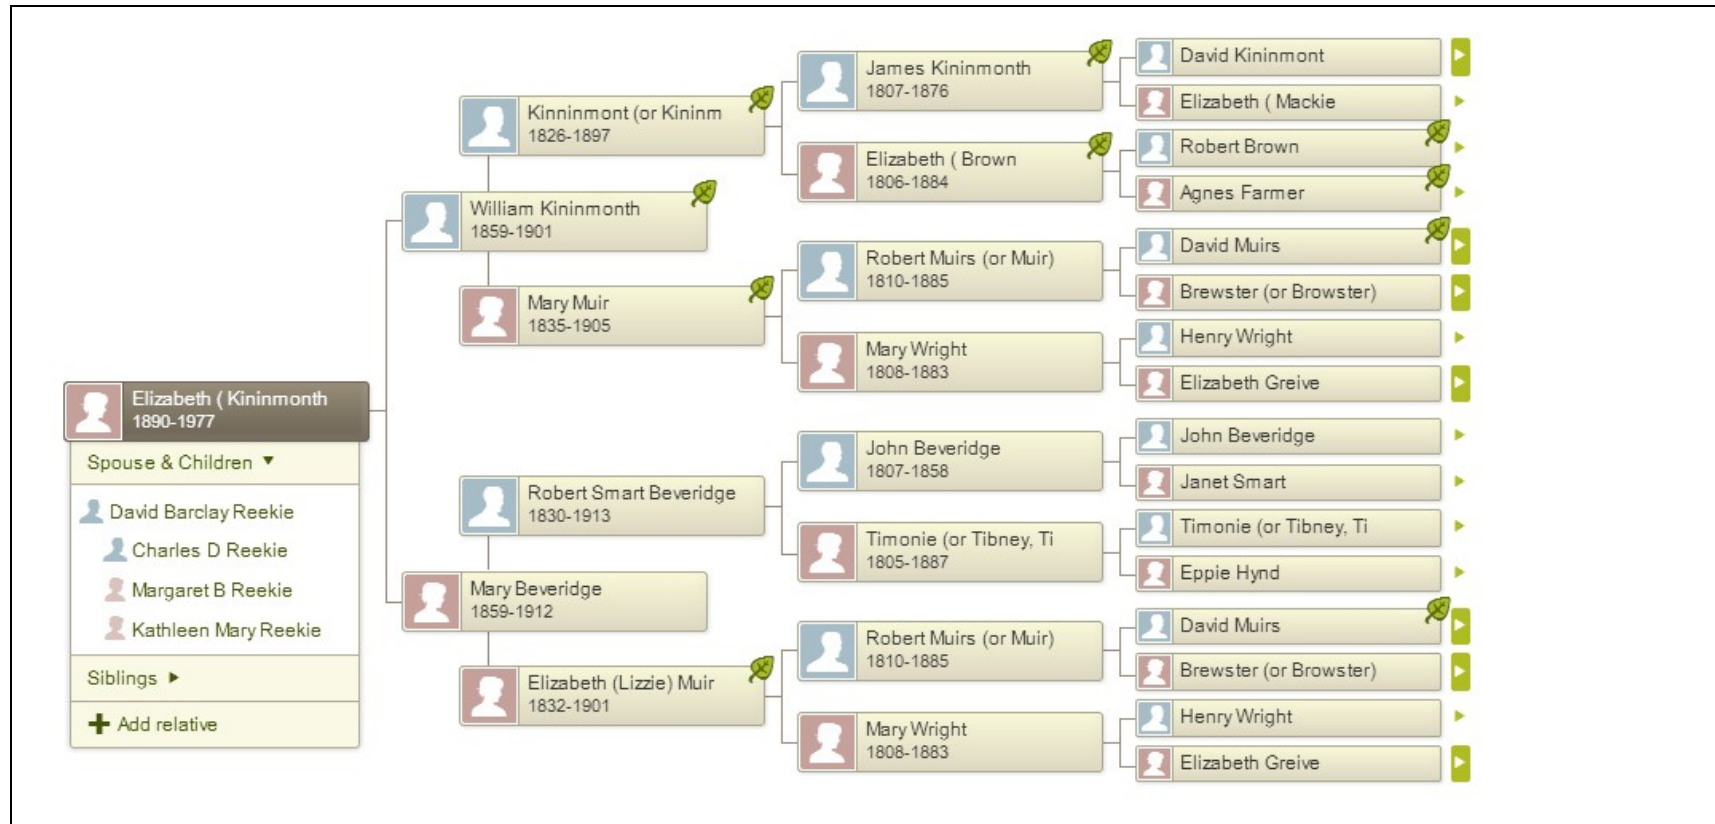 Elizabeth ( Kininmonth
1890-1977
Spouse & Children
David Barclay Reekie
Charles D Reekie
Margaret B Reekie
Kathleen Mary Reekie
Siblings
Add relative
Kinninmont (or Kininm
1826-1897
William Kininmonth
1859-1901
Mary Muir
1835-1905
Robert Smart Beveridge
1830-1913
Mary Beveridge
1859-1912
Elizabeth (Lizzie) Muir
1832-1901
James Kininmonth
1807-1876
Elizabeth ( Brown
1806-1884
Robert Muirs (or Muir)
1810-1885
Mary Wright
1808-1883
John Beveridge
1807-1858
Timonie (or Tibney, Ti
1805-1887
Robert Muirs (or Muir)
1810-1885
Mary Wright
1808-1883
David Kininmont
Elizabeth ( Mackie
Robert Brown
Agnes Farmer
David Muirs
Brewster (or Browster)
Henry Wright
Elizabeth Greive
John Beveridge
Janet Smart
Timonie (or Tibney, Ti
Eppie Hynd
David Muirs
Brewster (or Browster)
Henry Wright
Elizabeth Greive